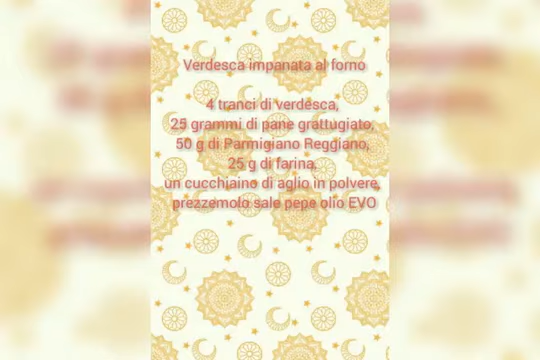 Verdesca impanata al forno
4 tranci di verdesca,
25 grammi di pane grattugiato,
50 g di Parmigiano Reggiano,
25 g di farina.
un cucchiaino di aglio in polvere,
prezzemolo sale pepe olio EVO